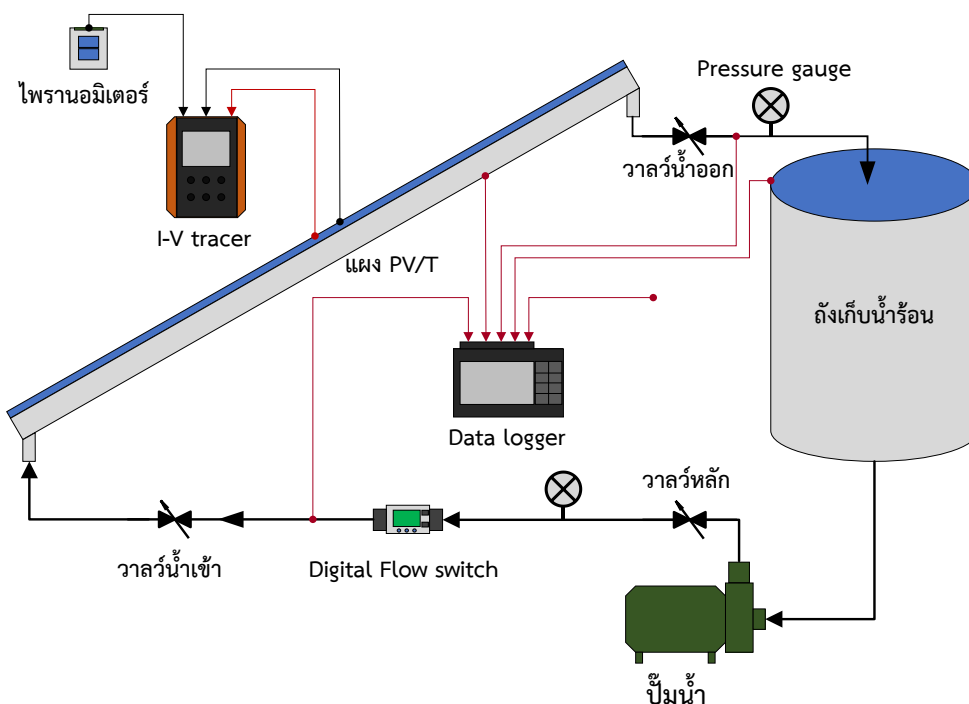 Pressure gauge
ไพรานอมิเตอร์
วาลว์น้ำออก
I-V tracer
แผง PV/T
ถังเก็บน้ำร้อน
Data logger
วาลว์หลัก
วาลว์น้ำเข้า
Digital Flow switch
ปั๊มน้ำ